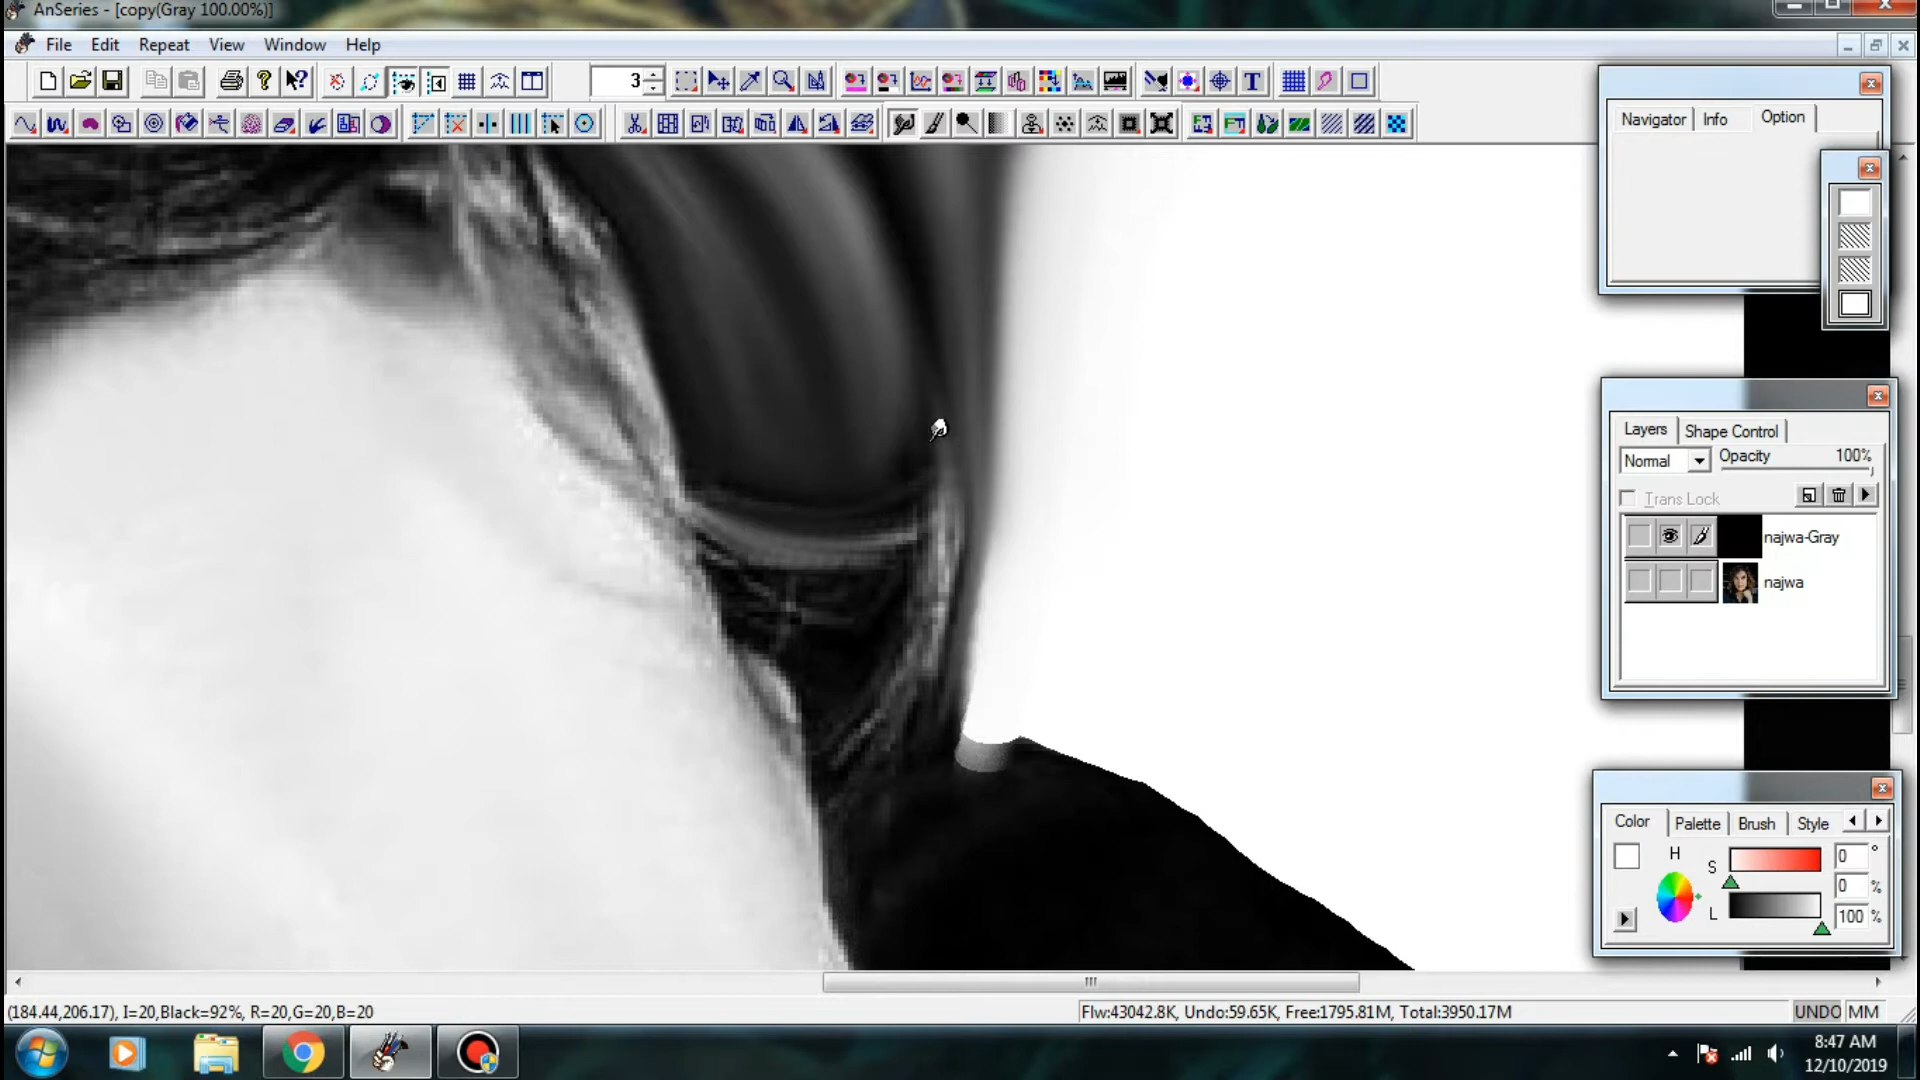 AnSeries - [copy(Gray 100.00%)]
File Edit Repeat View Window Help
3
Navigator Info Option
Layers Shape Control
Normal Opacity 100%
Trans Lock
najwa-Gray
najwa
Color Palette Brush Style
H S 0 °
0 %
L 100 %
(184.44,206.17), I=20,Black=92%, R=20,G=20,B=20
Flw:43042.8K, Undo:59.65K, Free:1795.81M, Total:3950.17M
UNDO MM
8:47 AM
12/10/2019